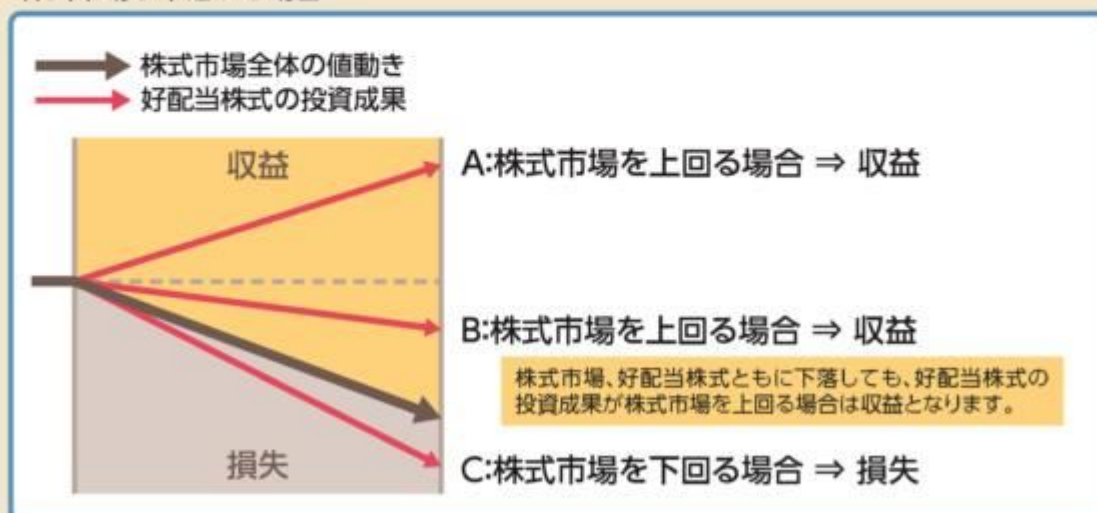 株式市場全体の値動き
好配当株式の投資成果
収益
A:株式市場を上回る場合 ⇒ 収益
B:株式市場を上回る場合 ⇒ 収益
株式市場、好配当株式ともに下落しても、好配当株式の
投資成果が株式市場を上回る場合は収益となります。
損失
C:株式市場を下回る場合 ⇒ 損失